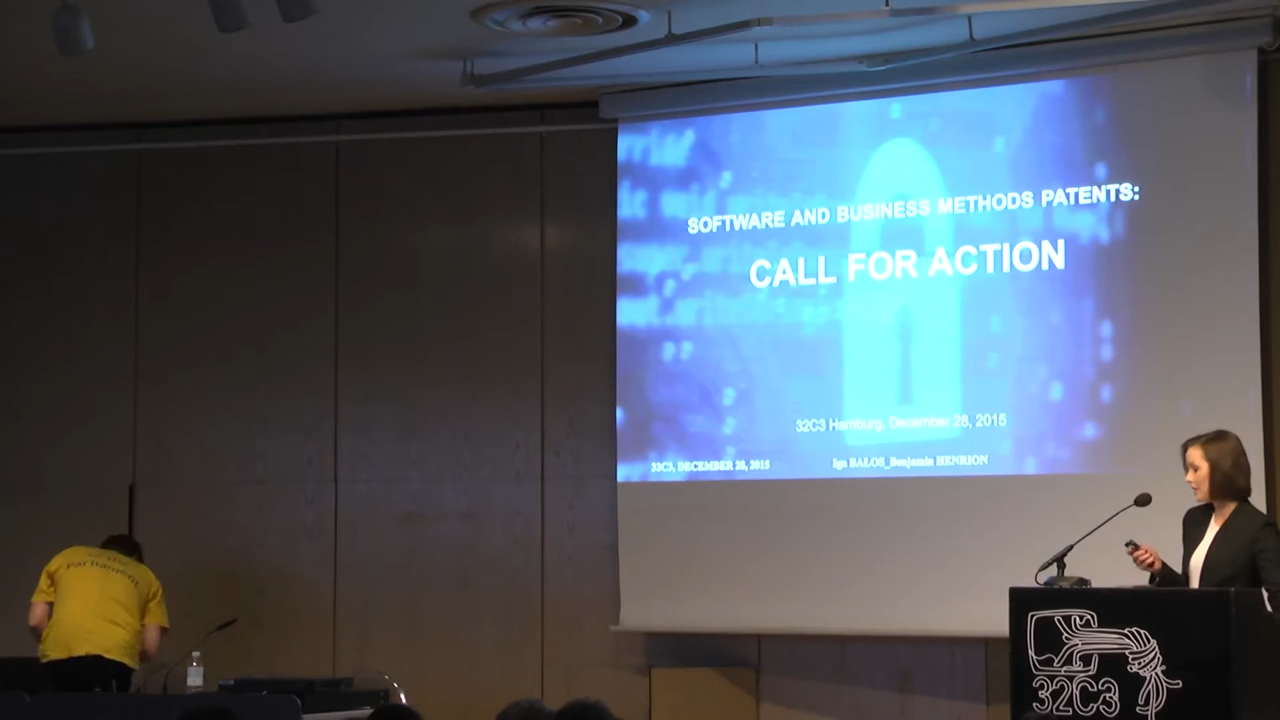 SOFTWARE AND BUSINESS METHODS PATENTS:
CALL FOR ACTION
32C3 Hamburg, December 28, 2015
32C3, DECEMBER 28, 2015
Iga BALOS_Benjamin HENRION
Parliament
32C3